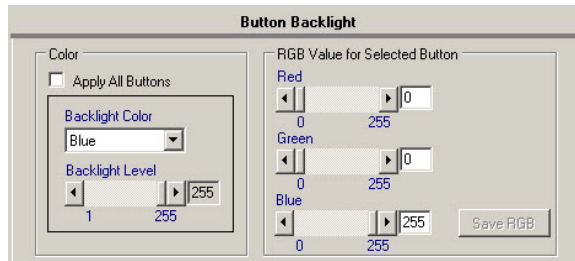 Button Backlight
Color
Apply All Buttons
Backlight Color
Blue
Backlight Level
255
1 255
RGB Value for Selected Button
Red
0
0 255
Green
0
0 255
Blue
255
0 255
Save RGB